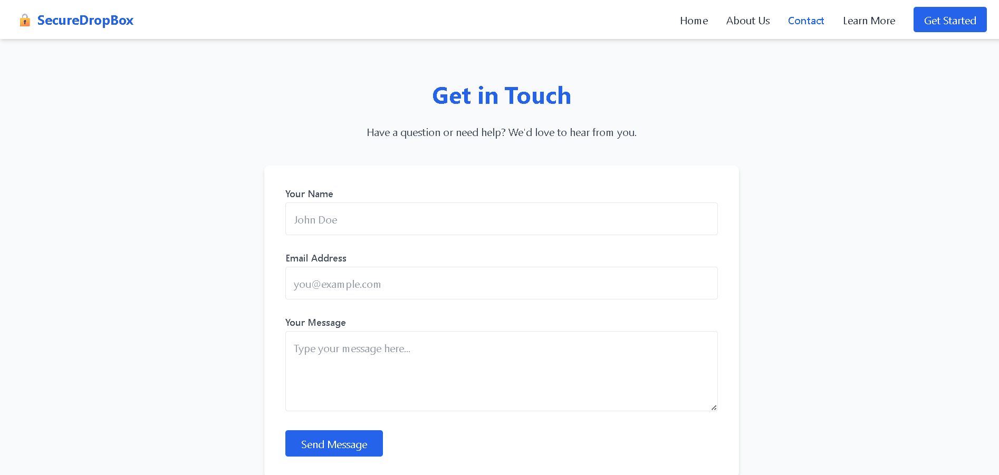 SecureDropBox
Home About Us Contact Learn More Get Started
Get in Touch
Have a question or need help? We'd love to hear from you.
Your Name
John Doe
Email Address
you@example.com
Your Message
Type your message here...
Send Message